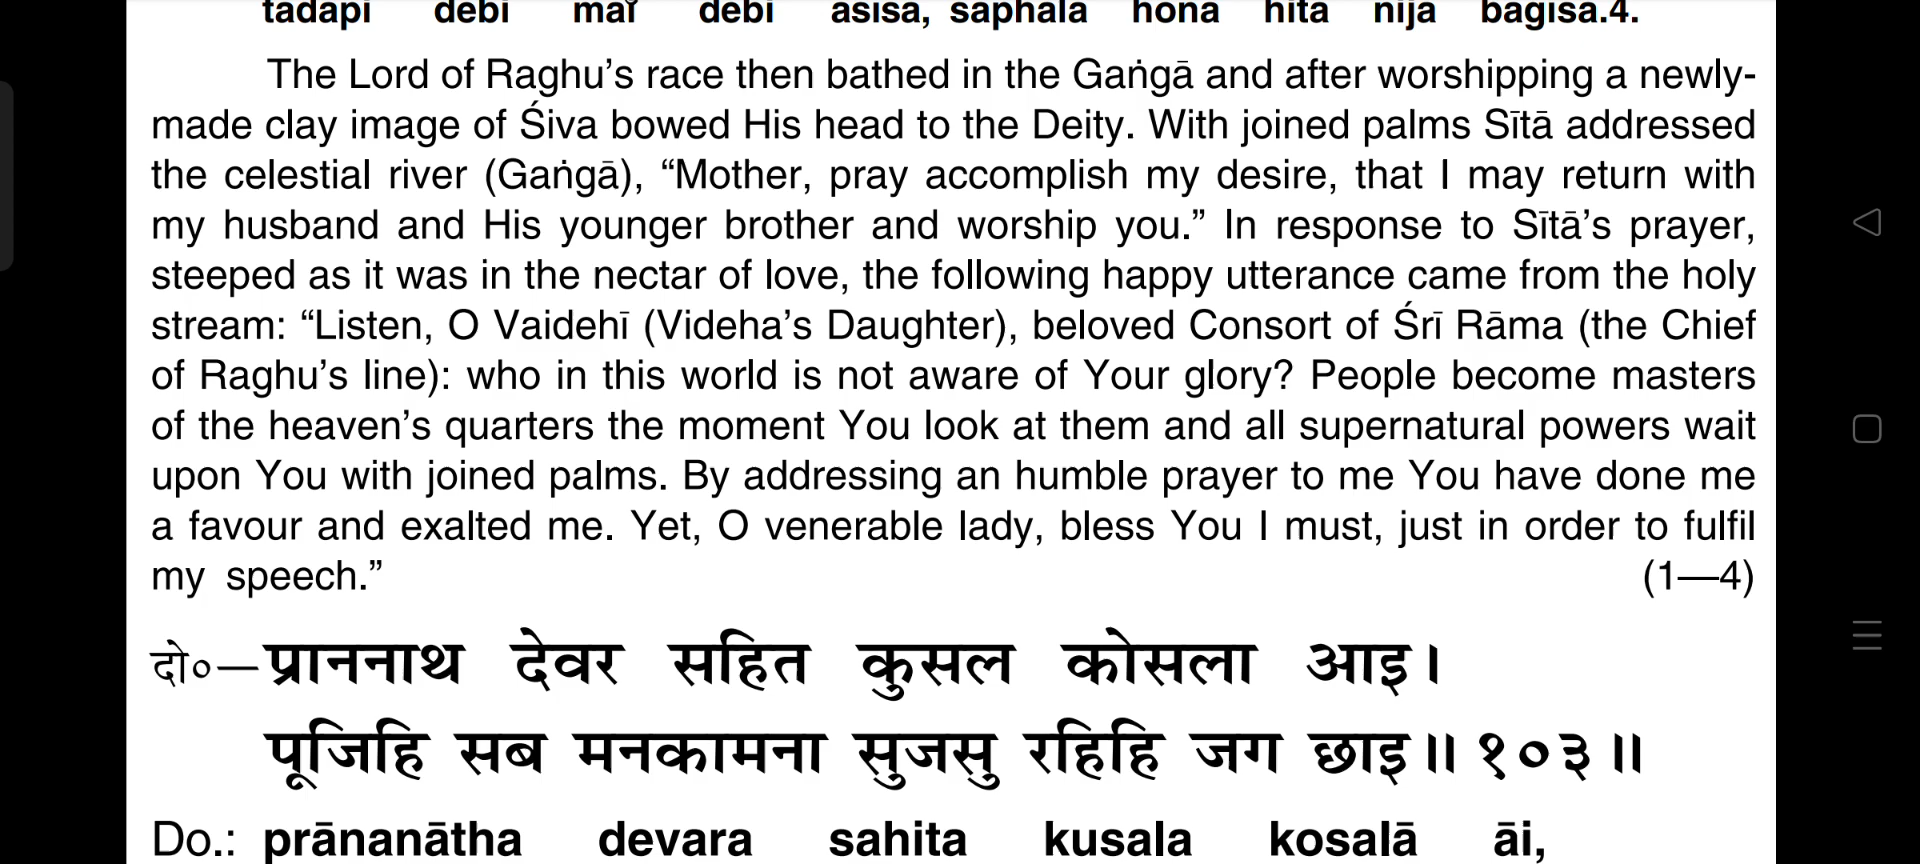 tadapi debi maĭ debi asīsā, saphala hona hita nija bāgīsā.4.
The Lord of Raghu’s race then bathed in the Gaṅgā and after worshipping a newly-
made clay image of Śiva bowed His head to the Deity. With joined palms Sītā addressed
the celestial river (Gaṅgā), “Mother, pray accomplish my desire, that I may return with
my husband and His younger brother and worship you.” In response to Sītā’s prayer,
steeped as it was in the nectar of love, the following happy utterance came from the holy
stream: “Listen, O Vaidehī (Videha’s Daughter), beloved Consort of Śrī Rāma (the Chief
of Raghu’s line): who in this world is not aware of Your glory? People become masters
of the heaven’s quarters the moment You look at them and all supernatural powers wait
upon You with joined palms. By addressing an humble prayer to me You have done me
a favour and exalted me. Yet, O venerable lady, bless You I must, just in order to fulfil
my speech.” (1—4)
दो०—प्राननाथ देवर सहित कुसल कोसला आइ।
पूजिहि सब मनकामना सुजसु रहिहि जग छाइ॥ १०३॥
Do.: prānanātha devara sahita kusala kosalā āi,